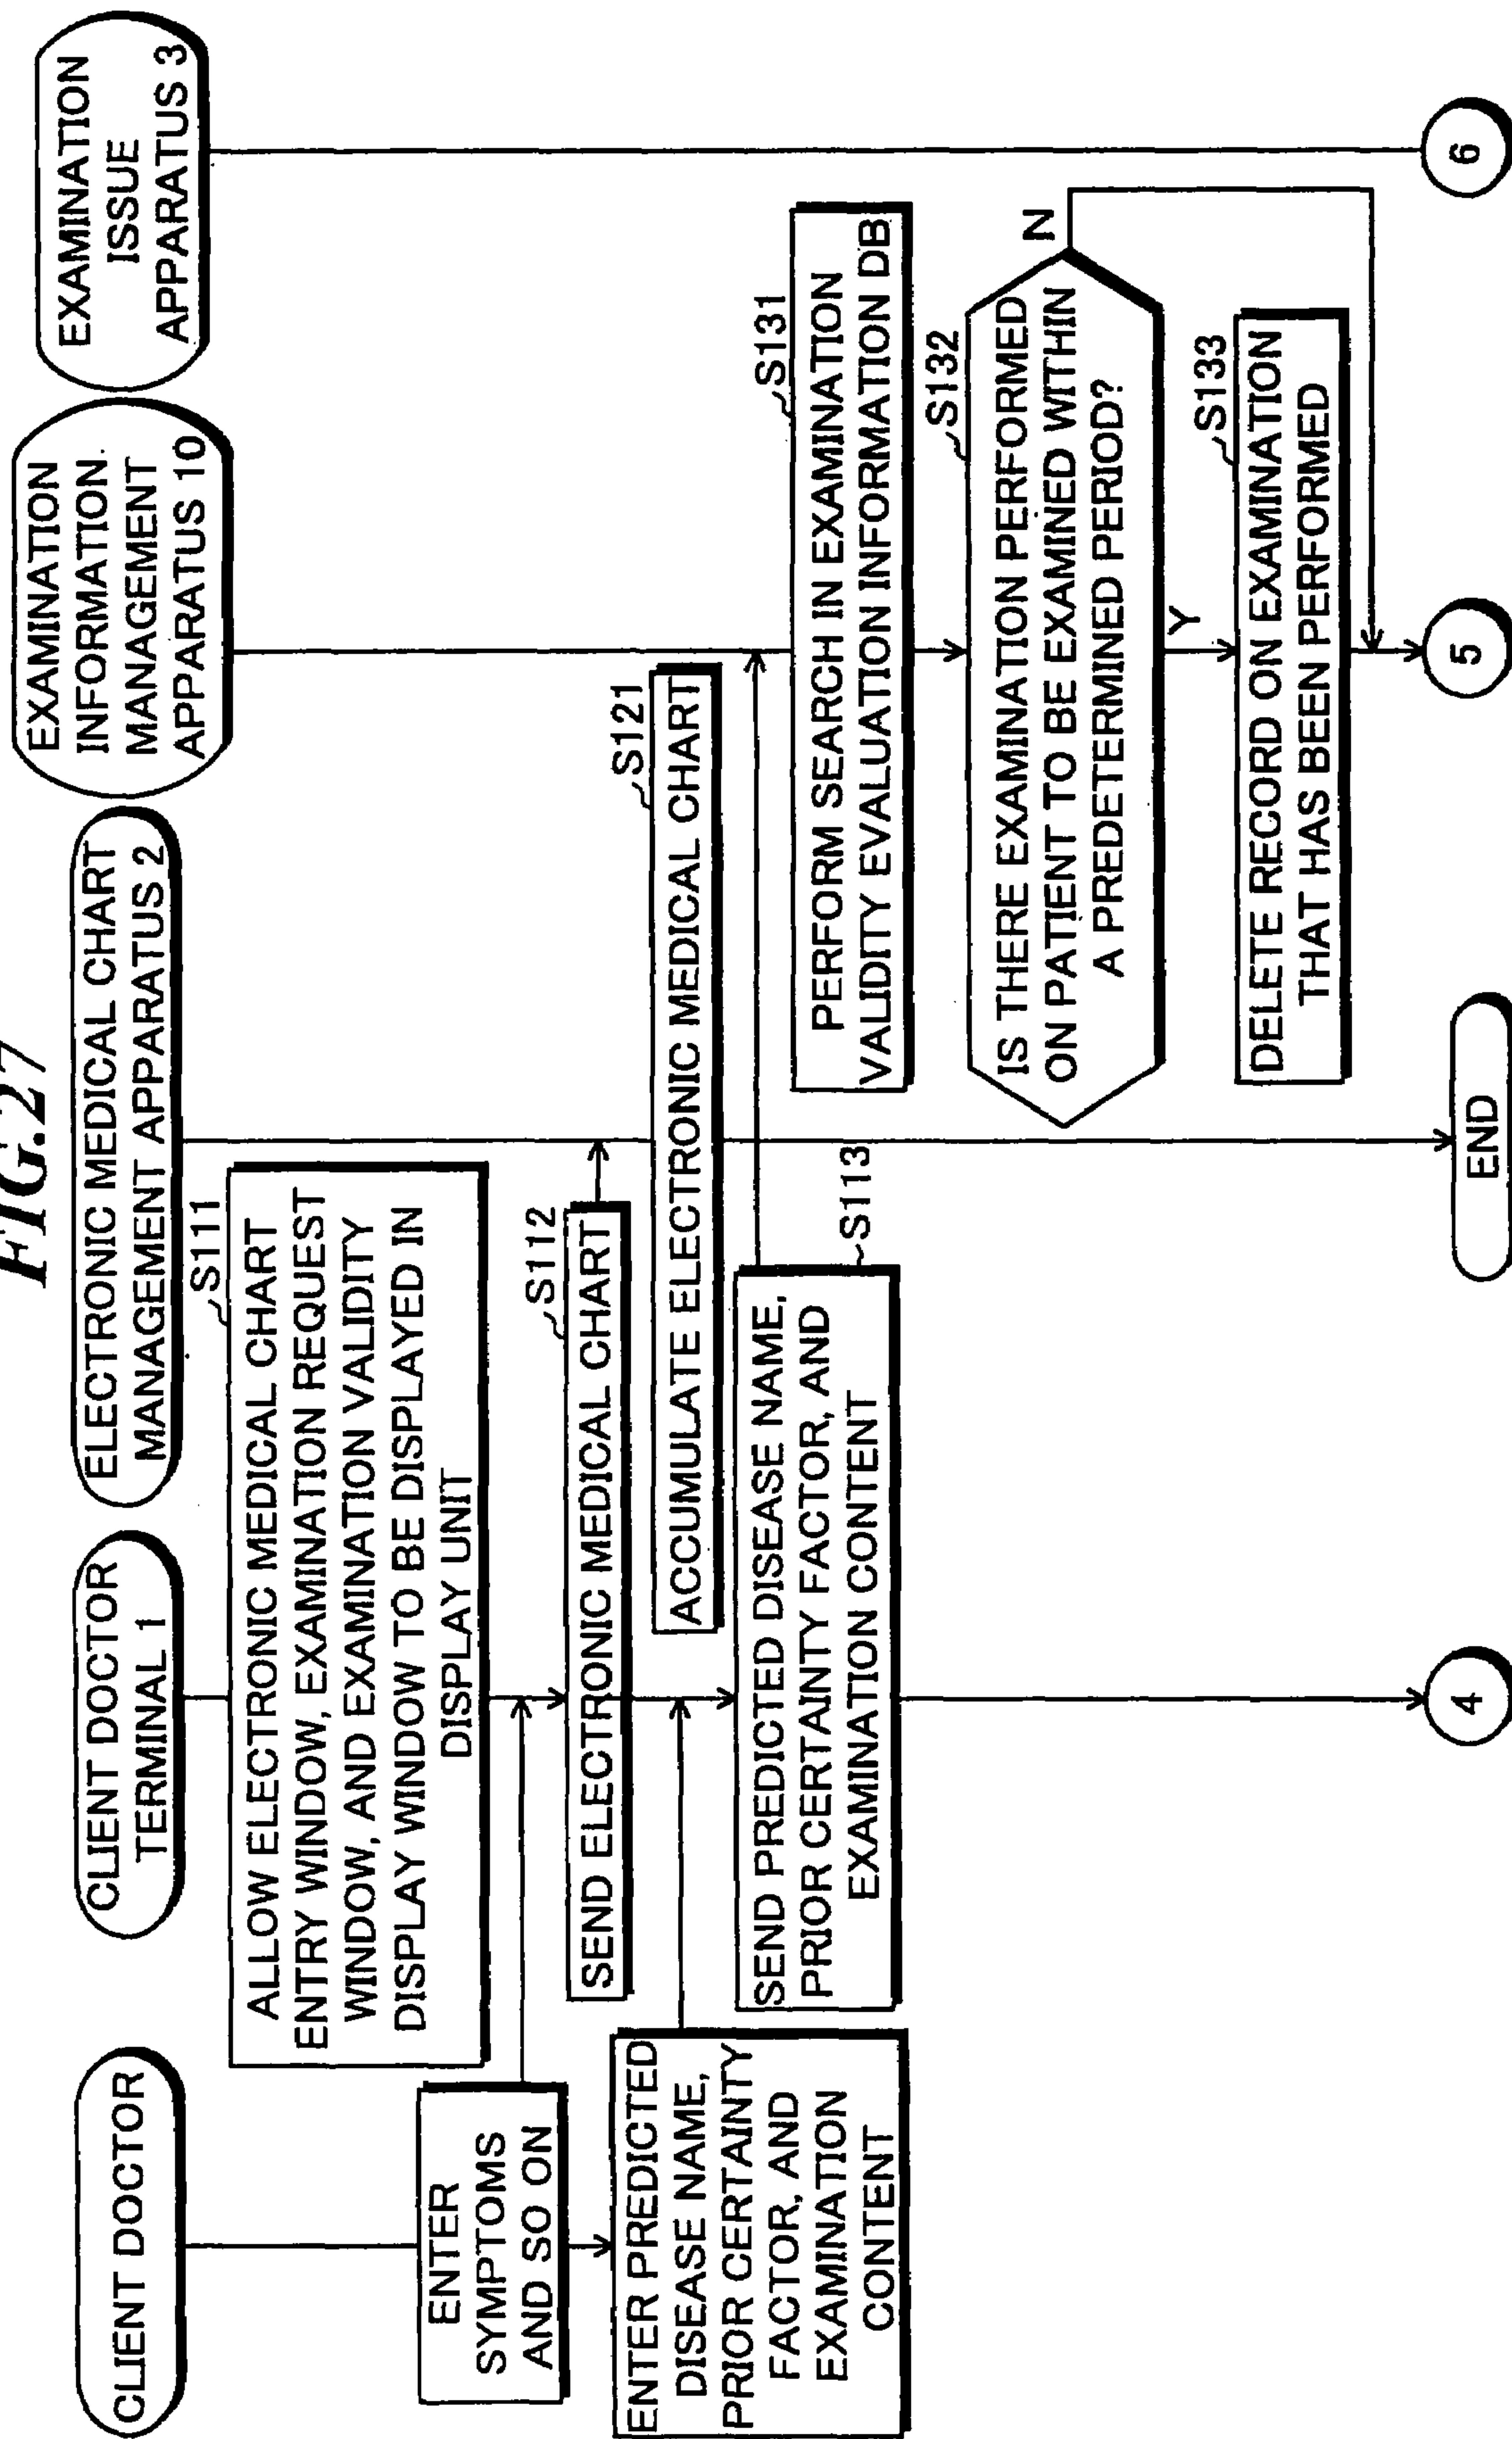 FIG.27
CLIENT DOCTOR
CLIENT DOCTOR
TERMINAL 1
ELECTRONIC MEDICAL CHART
MANAGEMENT APPARATUS 2
EXAMINATION
INFORMATION
MANAGEMENT
APPARATUS 10
EXAMINATION
ISSUE
APPARATUS 3
S111
ALLOW ELECTRONIC MEDICAL CHART
ENTRY WINDOW, EXAMINATION REQUEST
WINDOW, AND EXAMINATION VALIDITY
DISPLAY WINDOW TO BE DISPLAYED IN
DISPLAY UNIT
ENTER
SYMPTOMS
AND SO ON
S112
SEND ELECTRONIC MEDICAL CHART
S121
ACCUMULATE ELECTRONIC MEDICAL CHART
ENTER PREDICTED
DISEASE NAME,
PRIOR CERTAINTY
FACTOR, AND
EXAMINATION
CONTENT
SEND PREDICTED DISEASE NAME,
PRIOR CERTAINTY FACTOR, AND
EXAMINATION CONTENT
S113
S131
PERFORM SEARCH IN EXAMINATION
VALIDITY EVALUATION INFORMATION DB
S132
IS THERE EXAMINATION PERFORMED
ON PATIENT TO BE EXAMINED WITHIN
A PREDETERMINED PERIOD?
N
Y
S133
DELETE RECORD ON EXAMINATION
THAT HAS BEEN PERFORMED
4
END
5
6